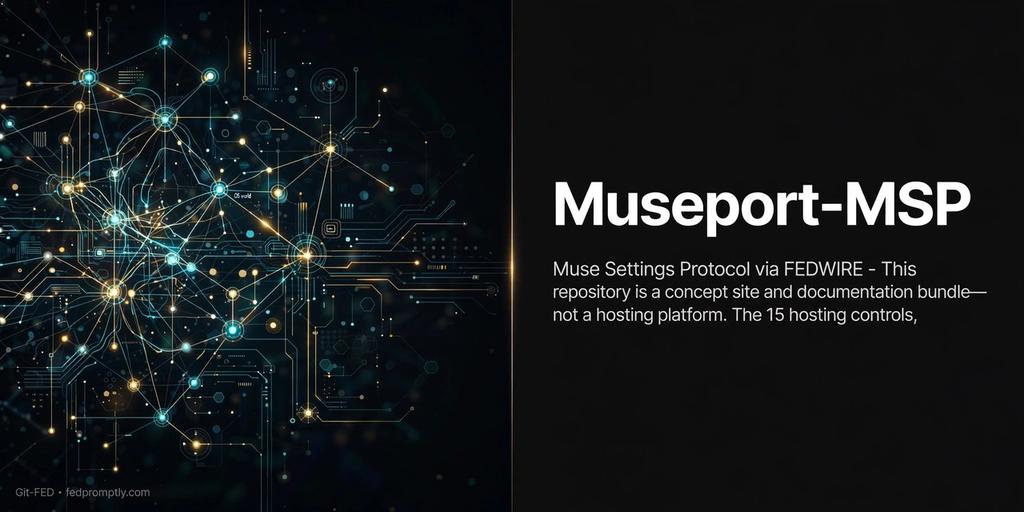 Museport-MSP
Muse Settings Protocol via FEDWIRE - This
repository is a concept site and documentation bundle—
not a hosting platform. The 15 hosting controls,
Git-FED • fedpromptly.com